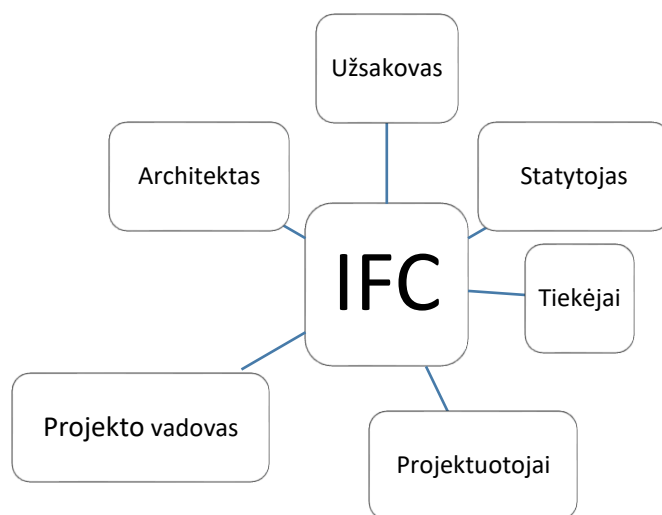 Užsakovas
Architektas
Statytojas
IFC
Tiekėjai
Projekto vadovas
Projektuotojai